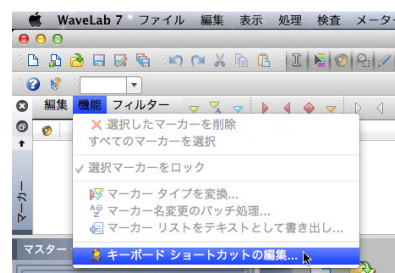 WaveLab 7 ファイル 編集 表示 処理 検査 メーター
編集 機能 フィルター
選択したマーカーを削除
すべてのマーカーを選択
選択マーカーをロック
マーカー タイプを変換...
マーカー名変更のバッチ処理...
マーカー リストをテキストとして書き出し...
キーボード ショートカットの編集...
マーカー
マスター